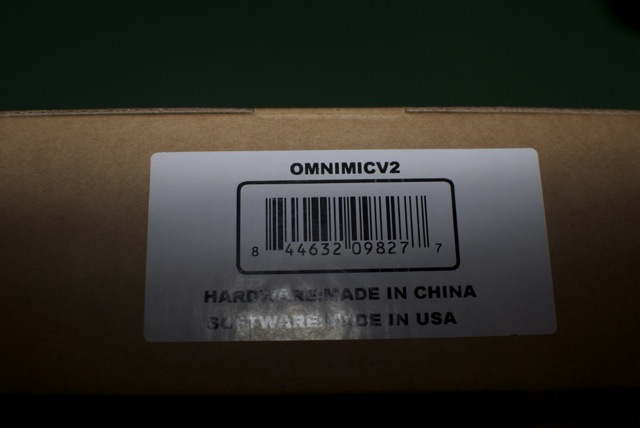 OMNIMICV2
8 44632 09827 7
HARDWARE:MADE IN CHINA
SOFTWARE:MADE IN USA